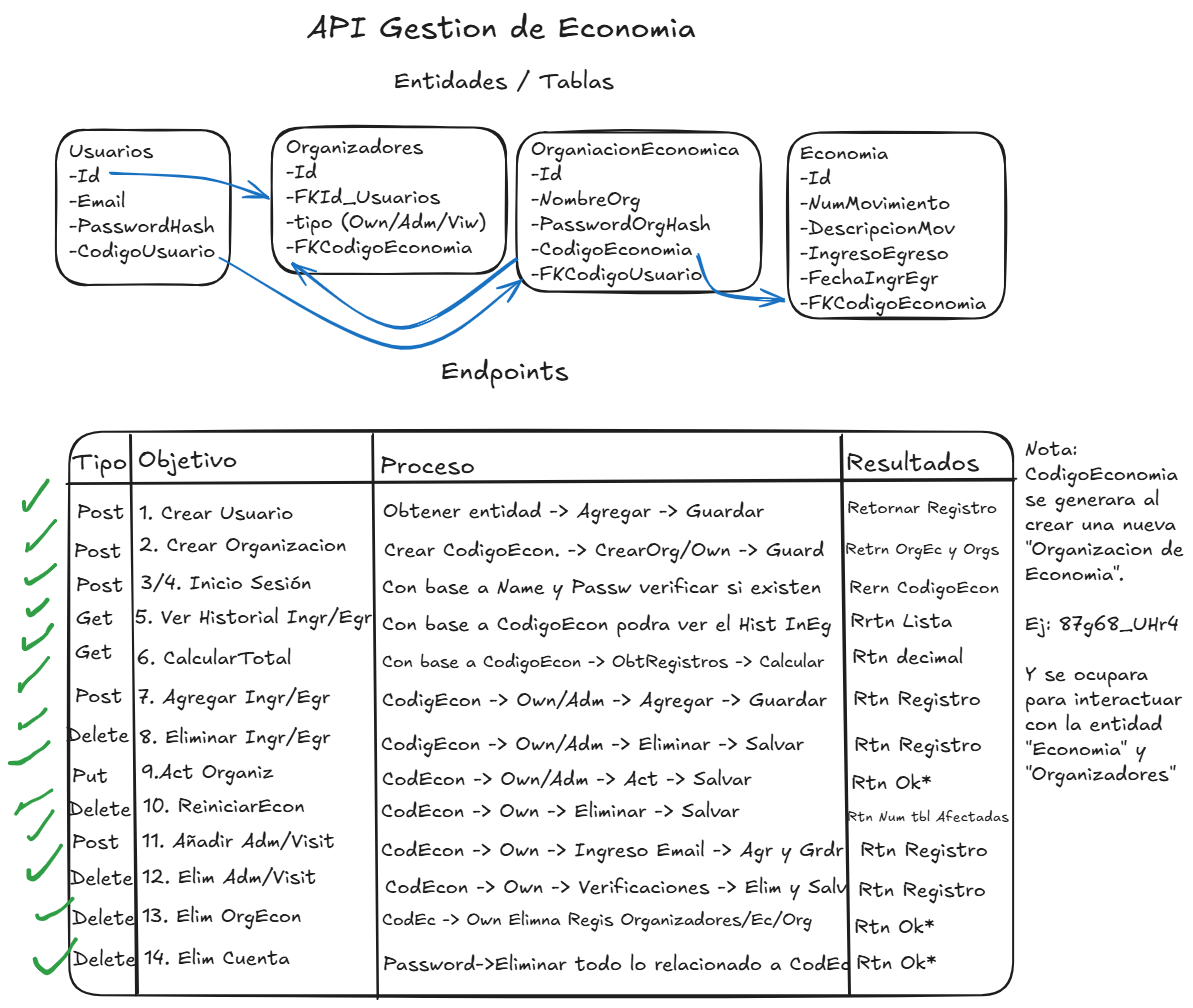 API Gestion de Economia
Entidades / Tablas
Usuarios
-Id
-Email
-PasswordHash
-CodigoUsuario
Organizadores
-Id
-FKId_Usuarios
-tipo (Own/Adm/Viw)
-FKCodigoEconomia
OrganiacionEconomica
-Id
-NombreOrg
-PasswordOrgHash
-CodigoEconomia
-FKCodigoUsuario
Economia
-Id
-NumMovimiento
-DescripcionMov
-IngresoEgreso
-FechaIngrEgr
-FKCodigoEconomia
Endpoints
Tipo Objetivo Proceso Resultados
Post 1. Crear Usuario Obtener entidad -> Agregar -> Guardar Retornar Registro
Post 2. Crear Organizacion Crear CodigoEcon. -> CrearOrg/Own -> Guard Retrn OrgEc y Orgs
Post 3/4. Inicio Sesión Con base a Name y Passw verificar si existen Rern CodigoEcon
Get 5. Ver Historial Ingr/Egr Con base a CodigoEcon podra ver el Hist InEg Rrtn Lista
Get 6. CalcularTotal Con base a CodigoEcon -> ObtRegistros -> Calcular Rtn decimal
Post 7. Agregar Ingr/Egr CodigEcon -> Own/Adm -> Agregar -> Guardar Rtn Registro
Delete 8. Eliminar Ingr/Egr CodigEcon -> Own/Adm -> Eliminar -> Salvar Rtn Registro
Put 9.Act Organiz CodEcon -> Own/Adm -> Act -> Salvar Rtn Ok*
Delete 10. ReiniciarEcon CodEcon -> Own -> Eliminar -> Salvar Rtn Num tbl Afectadas
Post 11. Añadir Adm/Visit CodEcon -> Own -> Ingreso Email -> Agr y Grdr Rtn Registro
Delete 12. Elim Adm/Visit CodEcon -> Own -> Verificaciones -> Elim y Salv Rtn Registro
Delete 13. Elim OrgEcon CodEc -> Own Elimna Regis Organizadores/Ec/Org Rtn Ok*
Delete 14. Elim Cuenta Password->Eliminar todo lo relacionado a CodEc Rtn Ok*
Nota:
CodigoEconomia
se generara al
crear una nueva
"Organizacion de
Economia".
Ej: 87g68_UHr4
Y se ocupara
para interactuar
con la entidad
"Economia" y
"Organizadores"